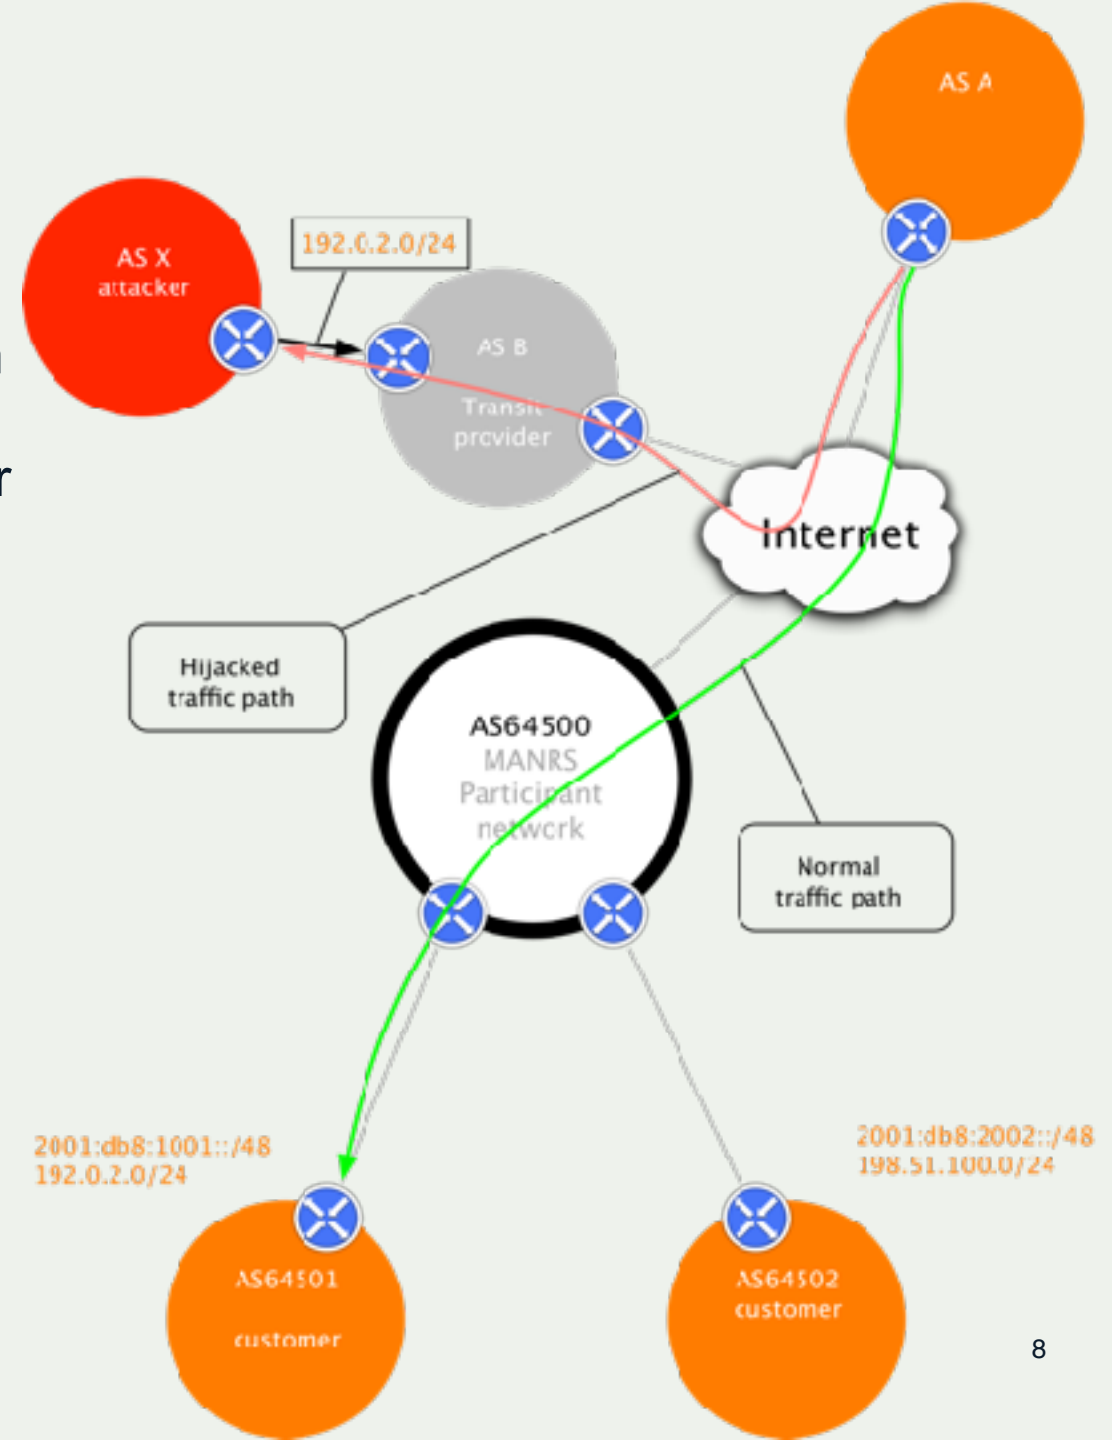 AS A
AS X
attacker
192.0.2.0/24
AS B
Transit
provider
r
Internet
Hijacked
traffic path
AS64500
MANRS
Participant
network
Normal
traffic path
2001:db8:1001::/48
192.0.2.0/24
2001:db8:2002::/48
198.51.100.0/24
AS64501
customer
AS64502
customer
8